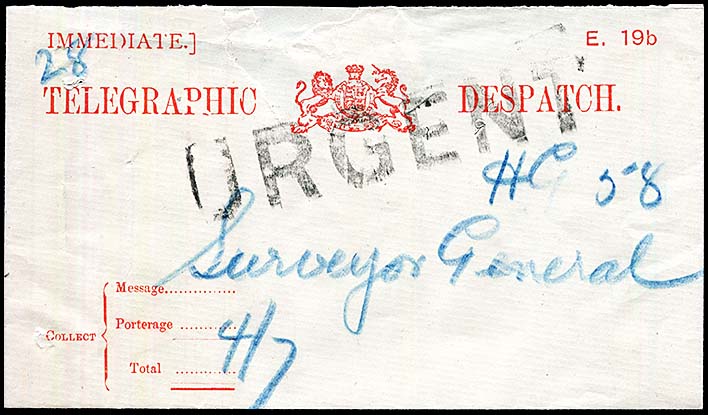 IMMEDIATE.]
E. 19b
28
TELEGRAPHIC DESPATCH.
URGENT
HG 58
Surveyor General
Message..............
Porterage ............
COLLECT
Total ............
4/7